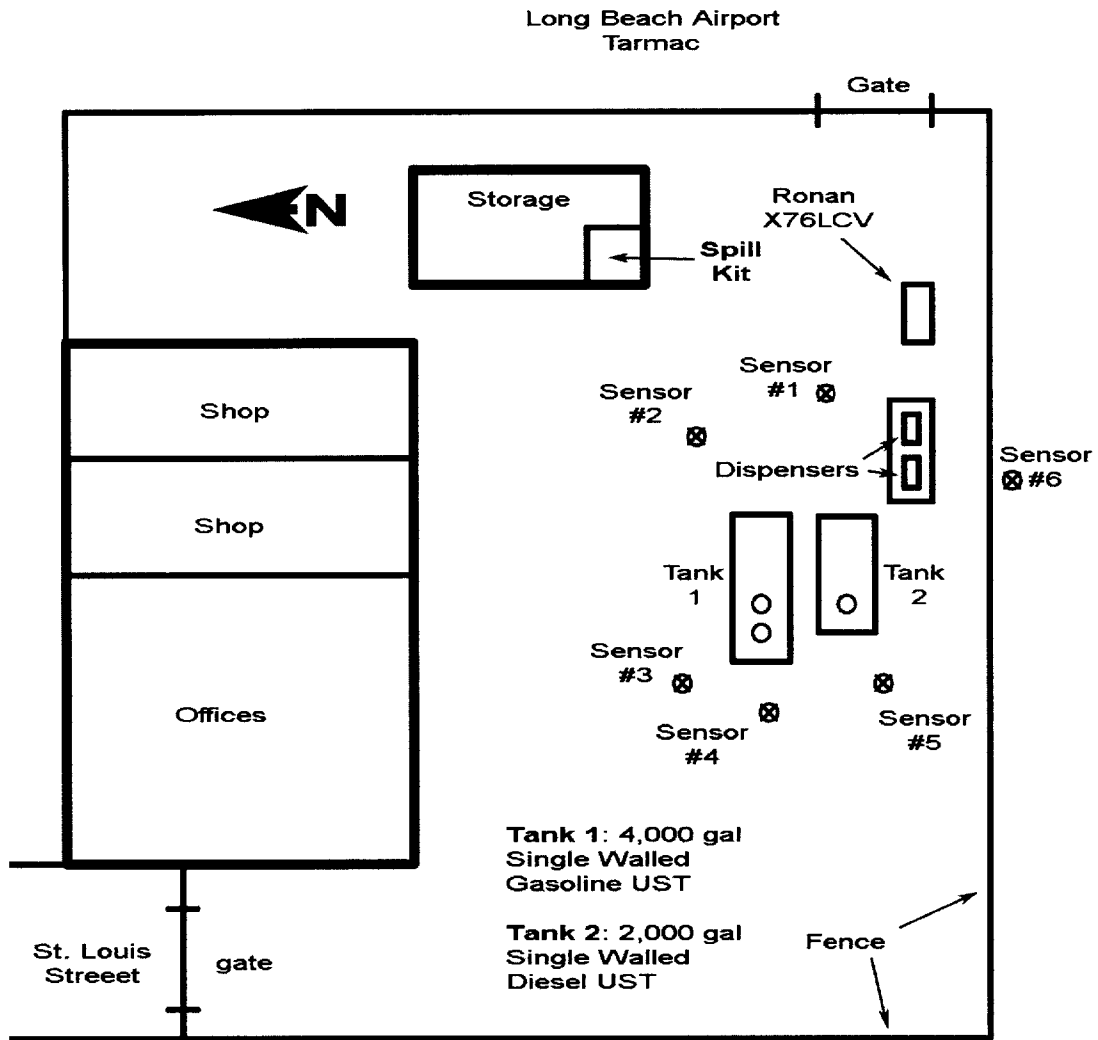 Long Beach Airport
Tarmac
Gate
N
Storage
Spill
Kit
Ronan
X76LCV
Sensor
#1
Sensor
#2
Shop
Dispensers
Sensor
#6
Shop
Tank
1
Tank
2
Sensor
#3
Offices
Sensor
#4
Sensor
#5
Tank 1: 4,000 gal
Single Walled
Gasoline UST
Tank 2: 2,000 gal
Single Walled
Diesel UST
Fence
St. Louis
Streeet
gate